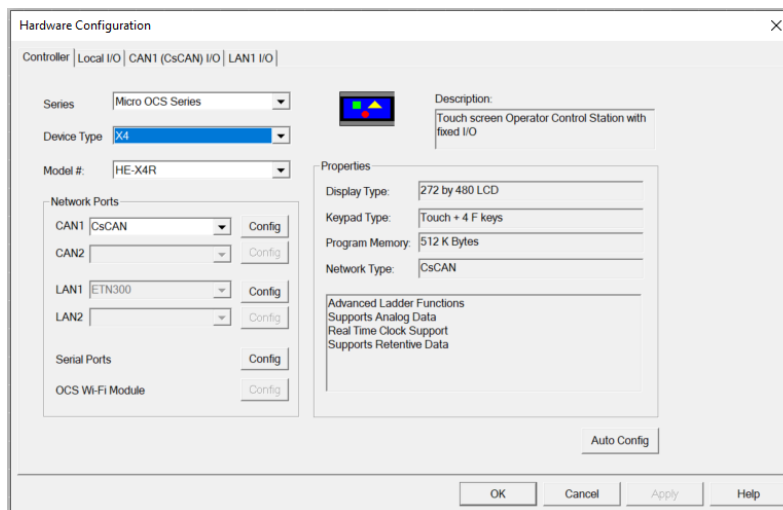 Hardware Configuration
Controller Local I/O CAN1 (CsCAN) I/O LAN1 I/O
Series Micro OCS Series
Device Type X4
Model #: HE-X4R
Description:
Touch screen Operator Control Station with
fixed I/O
Network Ports
CAN1 CsCAN Config
CAN2 Config
LAN1 ETN300 Config
LAN2 Config
Serial Ports Config
OCS Wi-Fi Module Config
Properties
Display Type: 272 by 480 LCD
Keypad Type: Touch + 4 F keys
Program Memory: 512 K Bytes
Network Type: CsCAN
Advanced Ladder Functions
Supports Analog Data
Real Time Clock Support
Supports Retentive Data
Auto Config
OK Cancel Apply Help